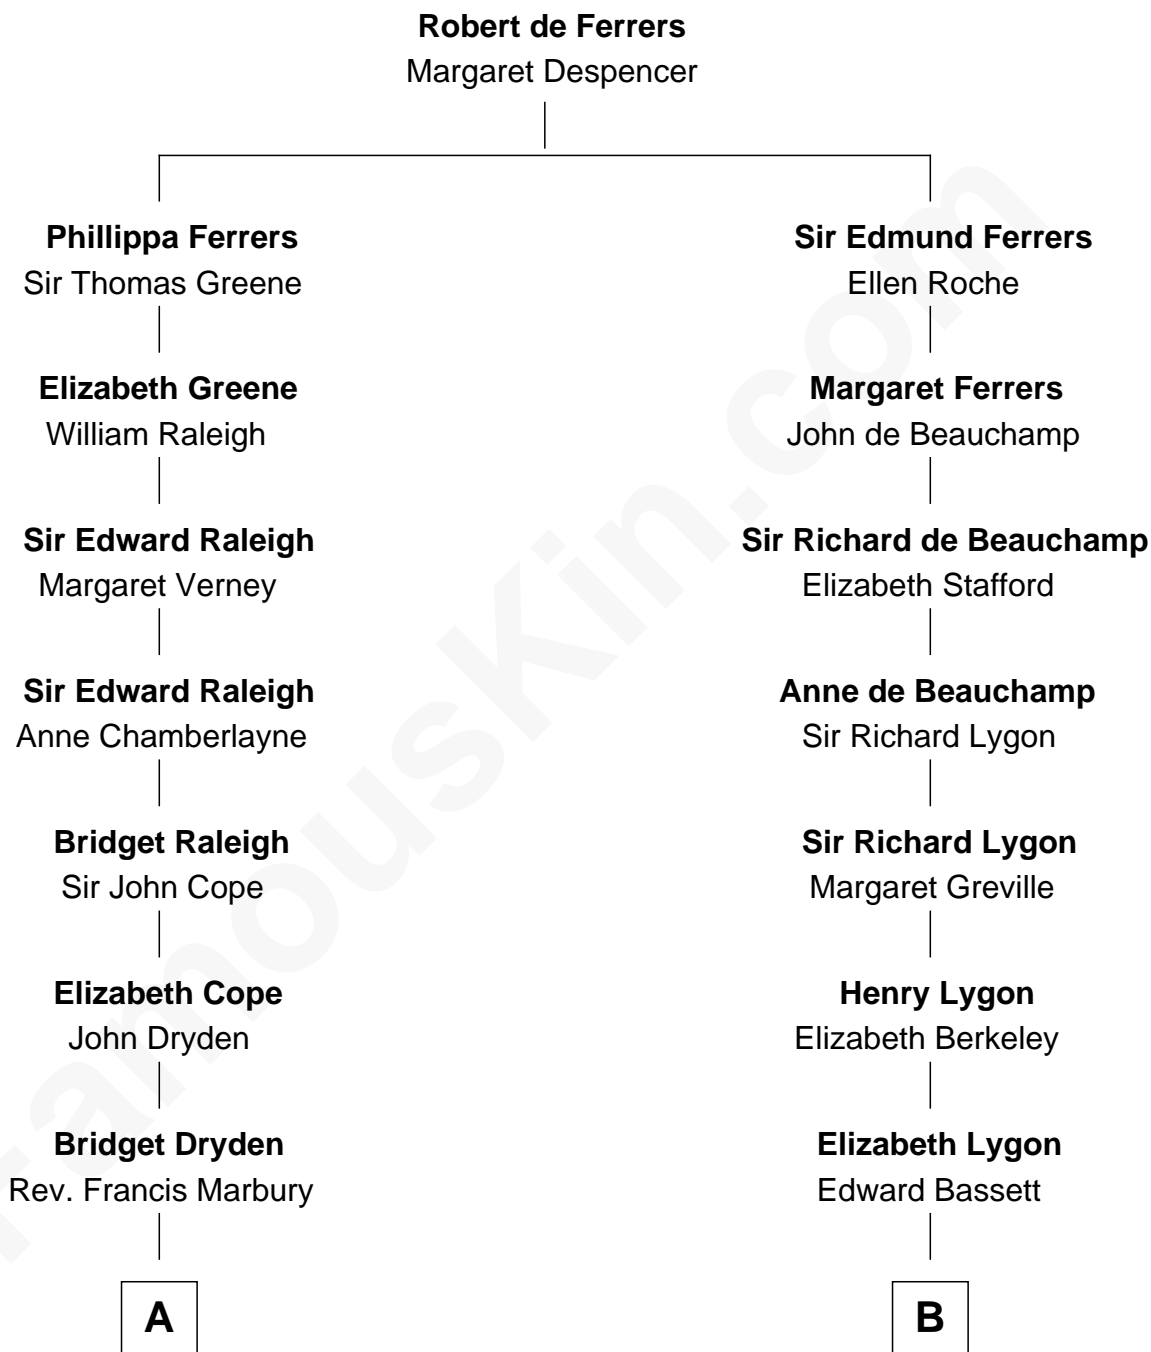 Robert de Ferrers
Margaret Despencer
Phillippa Ferrers
Sir Thomas Greene
Sir Edmund Ferrers
Ellen Roche
Elizabeth Greene
William Raleigh
Margaret Ferrers
John de Beauchamp
Sir Edward Raleigh
Margaret Verney
Sir Richard de Beauchamp
Elizabeth Stafford
Sir Edward Raleigh
Anne Chamberlayne
Anne de Beauchamp
Sir Richard Lygon
Bridget Raleigh
Sir John Cope
Sir Richard Lygon
Margaret Greville
Elizabeth Cope
John Dryden
Henry Lygon
Elizabeth Berkeley
Bridget Dryden
Rev. Francis Marbury
Elizabeth Lygon
Edward Bassett
A
B
FamousKin.com